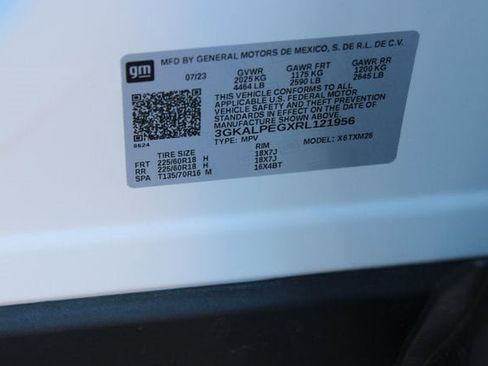 MFD BY GENERAL MOTORS DE MEXICO, S. DE R.L. DE C.V.
gm
07/23 GVWR GAWR FRT GAWR RR
2025 KG 1175 KG 1200 KG
4464 LB 2590 LB 2645 LB
THIS VEHICLE CONFORMS TO ALL
APPLICABLE U.S. FEDERAL MOTOR
VEHICLE SAFETY AND THEFT PREVENTION
STANDARDS IN EFFECT ON THE DATE OF
MANUFACTURE SHOWN ABOVE.
3GKALPEGXRL121956
8624
TYPE: MPV MODEL: X6TXM26
TIRE SIZE RIM
FRT 225/60R18 H 18X7J
RR 225/60R18 H 18X7J
SPA T135/70R16 M 16X4BT